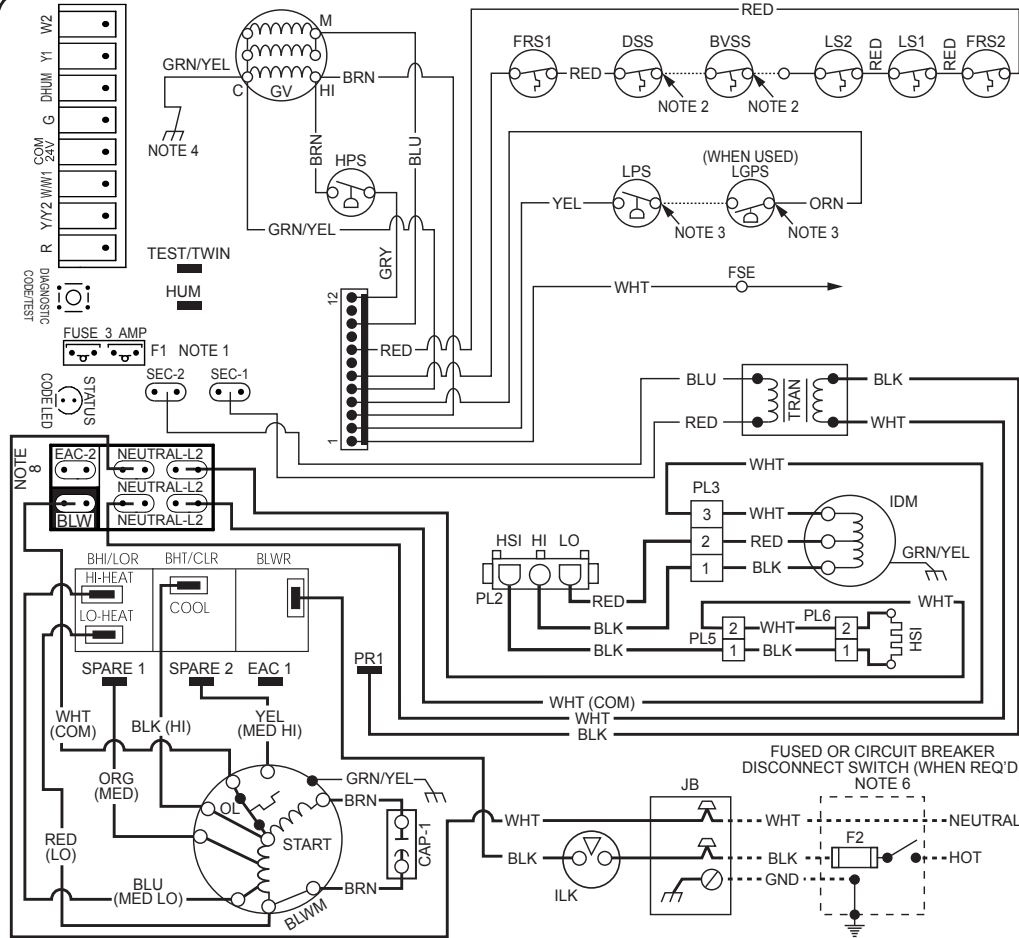 W2
Y1
DHUM
G
COM
24V
W/W1
Y/Y2
R
DIAGNOSTIC
CODE/TEST
TEST/TWIN
HUM
FUSE 3 AMP
F1 NOTE 1
SEC-2
SEC-1
STATUS
CODE LED
GRN/YEL
NOTE 4
M
C
GV
HI
BRN
BRN
BLU
HPS
GRN/YEL
GRY
12
1
RED
RED
FRS1
RED
DSS
NOTE 2
BVSS
NOTE 2
LS2
RED
LS1
RED
FRS2
(WHEN USED)
LPS
LGPS
YEL
NOTE 3
NOTE 3
ORN
WHT
FSE
BLU
RED
TRAN
BLK
WHT
NOTE
8
EAC-2
BLW
NEUTRAL-L2
NEUTRAL-L2
NEUTRAL-L2
WHT
PL3
3
2
1
WHT
RED
BLK
IDM
GRN/YEL
HSI
HI
LO
PL2
RED
BLK
BLK
WHT
PL5
2
1
WHT
BLK
PL6
2
1
HSI
BHI/LOR
HI-HEAT
LO-HEAT
BHT/CLR
COOL
BLWR
SPARE 1
SPARE 2
EAC 1
PR1
WHT (COM)
WHT
BLK
WHT
(COM)
BLK (HI)
YEL
(MED HI)
ORG
(MED)
RED
(LO)
BLU
(MED LO)
OL
START
BLWM
GRN/YEL
BRN
BRN
CAP-1
WHT
BLK
ILK
JB
FUSED OR CIRCUIT BREAKER
DISCONNECT SWITCH (WHEN REQ'D
NOTE 6
WHT
NEUTRAL
BLK
F2
HOT
GND